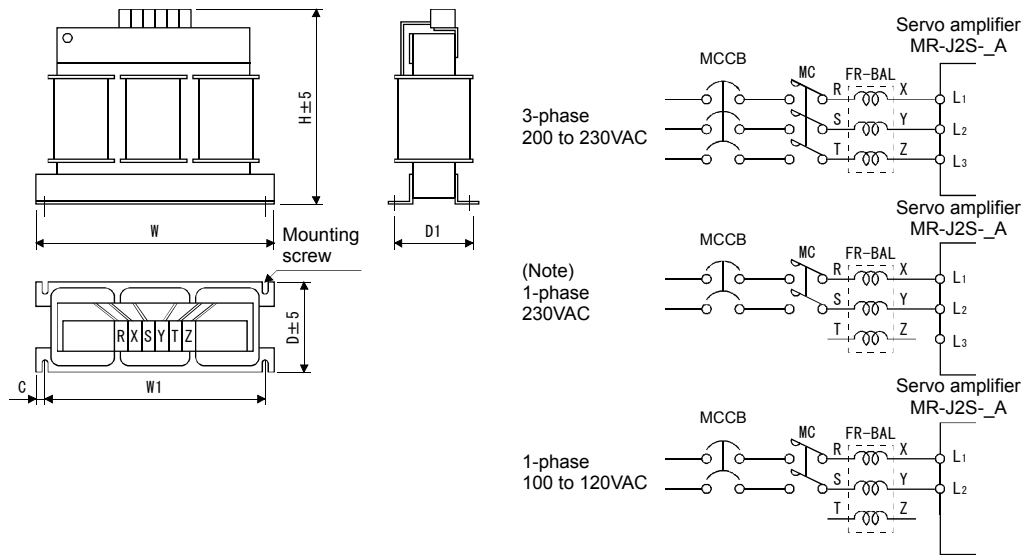 H±5
W
D1
Mounting
screw
R X S Y T Z
D±5
C
W1
3-phase
200 to 230VAC
MCCB
MC
FR-BAL
Servo amplifier
MR-J2S-_A
R
X
L1
S
Y
L2
T
Z
L3
(Note)
1-phase
230VAC
MCCB
MC
FR-BAL
Servo amplifier
MR-J2S-_A
R
X
L1
S
Y
L2
T
Z
L3
1-phase
100 to 120VAC
MCCB
MC
FR-BAL
Servo amplifier
MR-J2S-_A
R
X
L1
S
Y
L2
T
Z